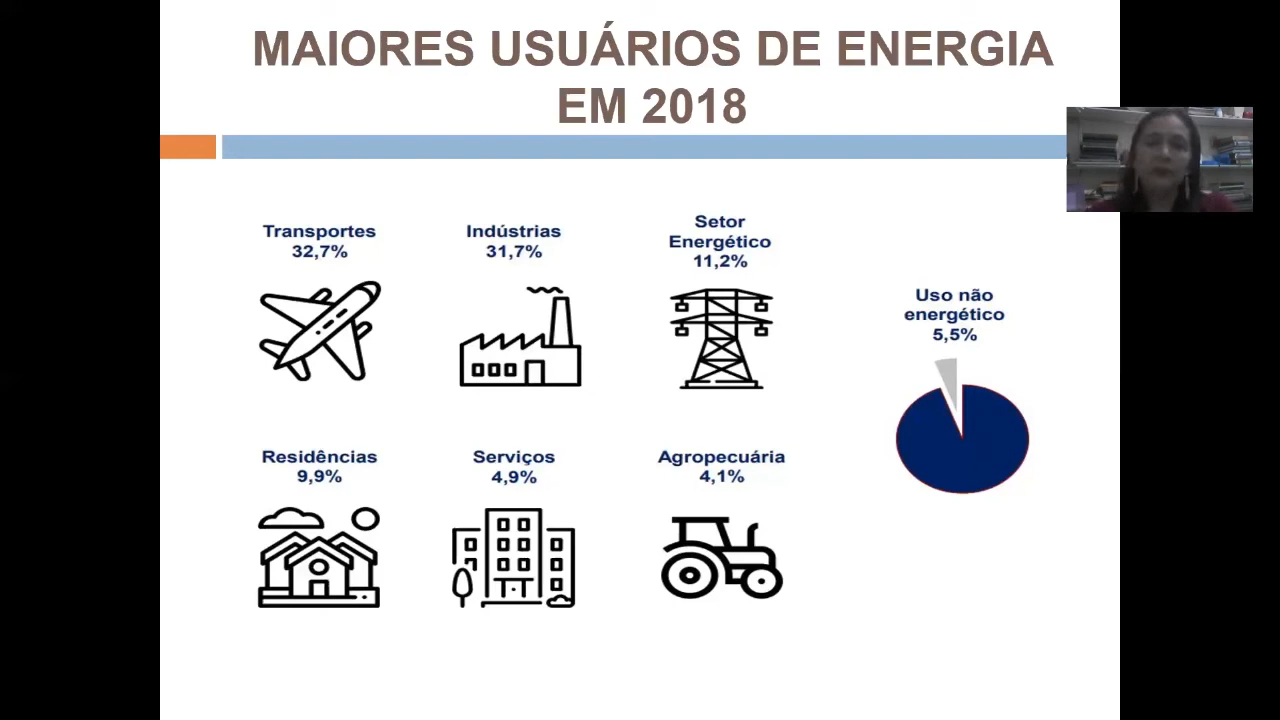 MAIORES USUÁRIOS DE ENERGIA
EM 2018
Transportes
32,7%
Indústrias
31,7%
Setor
Energético
11,2%
Uso não
energético
5,5%
Residências
9,9%
Serviços
4,9%
Agropecuária
4,1%